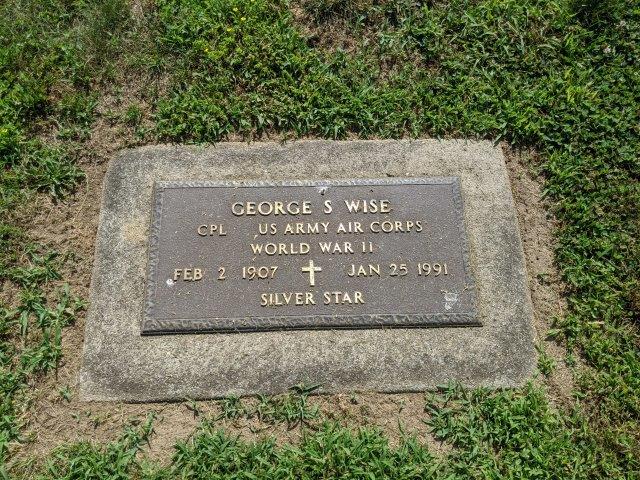 GEORGE S WISE
CPL US ARMY AIR CORPS
WORLD WAR II
FEB 2 1907 JAN 25 1991
SILVER STAR